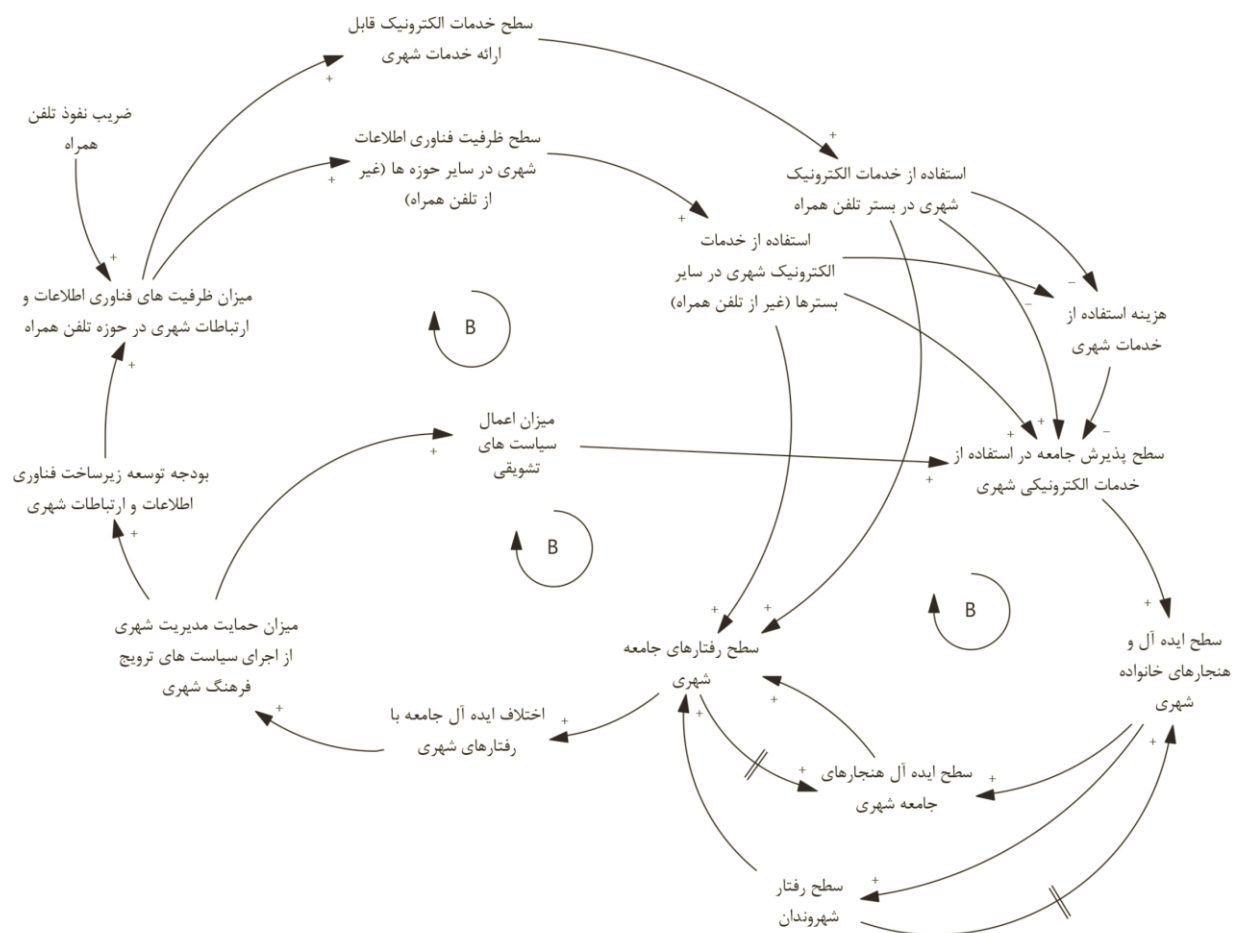 سطح خدمات الکترونیک قابل
ارائه خدمات شهری
ضریب نفوذ تلفن
همراه
سطح ظرفیت فناوری اطلاعات
شهری در سایر حوزه ها (غیر
از تلفن همراه)
استفاده از خدمات الکترونیک
شهری در بستر تلفن همراه
استفاده از خدمات
الکترونیک شهری در سایر
بسترها (غیر از تلفن همراه)
میزان ظرفیت های فناوری اطلاعات و
ارتباطات شهری در حوزه تلفن همراه
B
هزینه استفاده از
خدمات شهری
میزان اعمال
سیاست های
تشویقی
سطح پذیرش جامعه در استفاده از
خدمات الکترونیکی شهری
بودجه توسعه زیرساخت فناوری
اطلاعات و ارتباطات شهری
B
B
میزان حمایت مدیریت شهری
از اجرای سیاست های ترویج
فرهنگ شهری
سطح رفتارهای جامعه
شهری
سطح ایده آل و
هنجارهای خانواده
شهری
اختلاف ایده آل جامعه با
رفتارهای شهری
سطح ایده آل هنجارهای
جامعه شهری
سطح رفتار
شهروندان